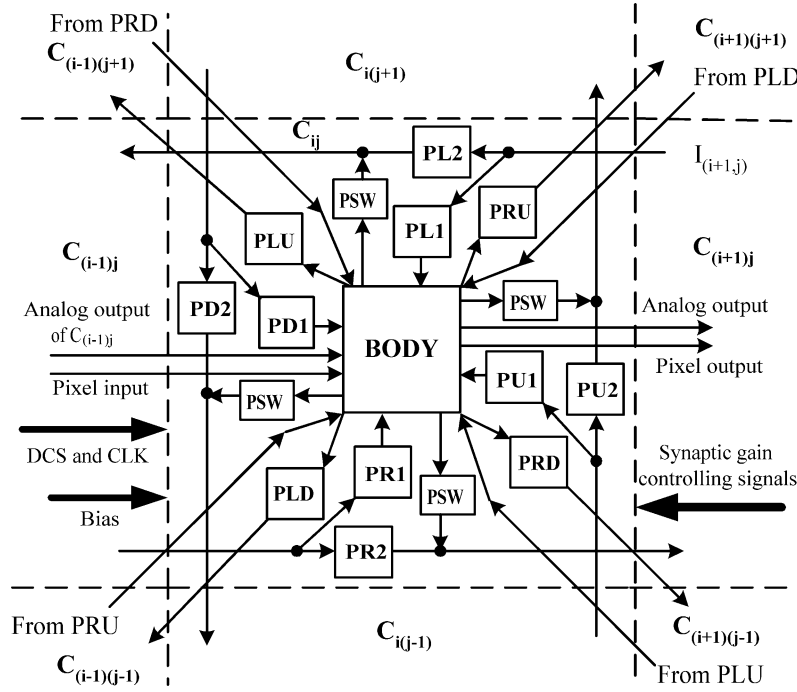 From PRD
C(i-1)(j+1)
Ci(j+1)
C(i+1)(j+1)
From PLD
Cij
PL2
I(i+1,j)
PSW
PLU
PL1
PRU
C(i-1)j
C(i+1)j
PD2
PD1
PSW
Analog output
of C(i-1)j
BODY
Analog output
Pixel input
Pixel output
PSW
PU1
PU2
DCS and CLK
PLD
PR1
PSW
PRD
Synaptic gain
controlling signals
Bias
PR2
From PRU
Ci(j-1)
C(i+1)(j-1)
C(i-1)(j-1)
From PLU